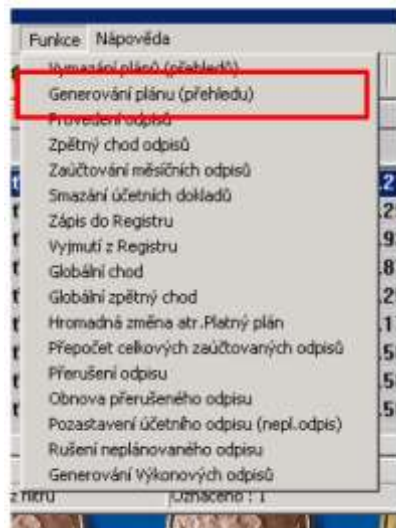 Funkce Nápověda
Vymazání plánů (přehledů)
Generování plánu (přehledu)
Provedení odpisů
Zpětný chod odpisů
Zaúčtování měsíčních odpisů
Smazání účetních dokladů
Zápis do Registru
Vyjmutí z Registru
Globální chod
Globální zpětný chod
Hromadná změna atr.Platný plán
Přepočet celkových zaúčtovaných odpisů
Přerušení odpisu
Obnova přerušeného odpisu
Pozastavení účetního odpisu (nepl.odpis)
Rušení neplánovaného odpisu
Generování Výkonových odpisů
z filtru Označeno : 1